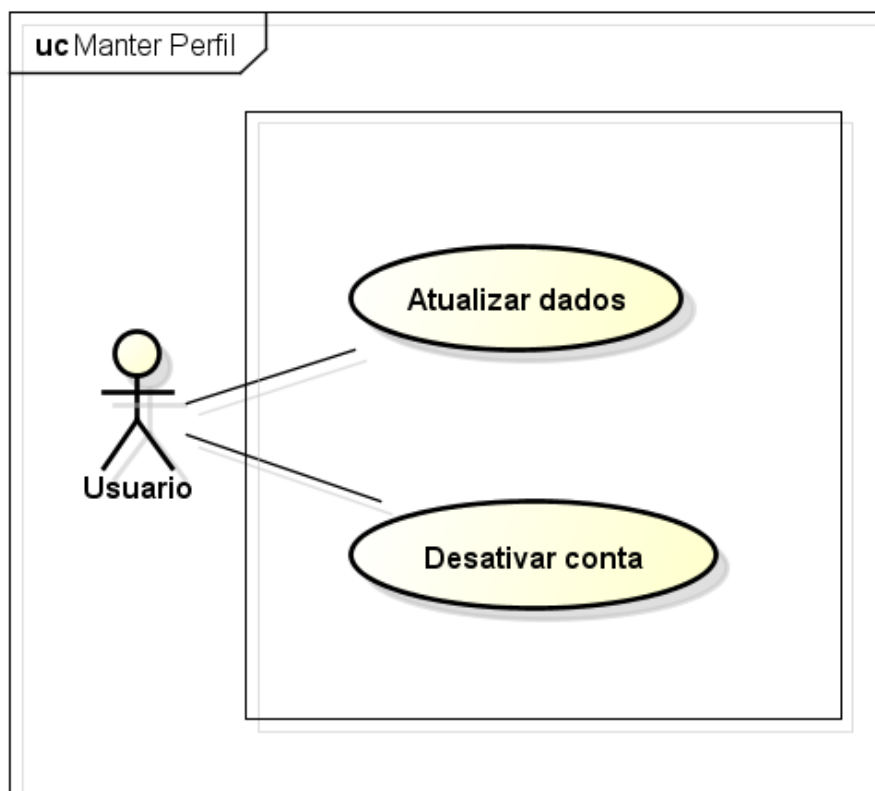 uc Manter Perfil
Atualizar dados
Usuario
Desativar conta